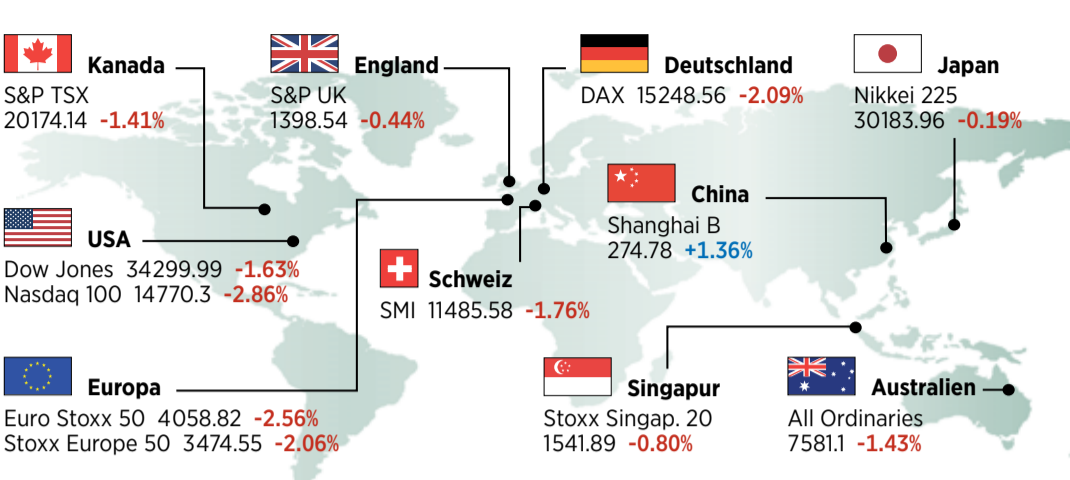 Kanada
S&P TSX
20174.14 -1.41%
England
S&P UK
1398.54 -0.44%
Deutschland
DAX 15248.56 -2.09%
Japan
Nikkei 225
30183.96 -0.19%
China
Shanghai B
274.78 +1.36%
USA
Dow Jones 34299.99 -1.63%
Nasdaq 100 14770.3 -2.86%
Schweiz
SMI 11485.58 -1.76%
Europa
Euro Stoxx 50 4058.82 -2.56%
Stoxx Europe 50 3474.55 -2.06%
Singapur
Stoxx Singap. 20
1541.89 -0.80%
Australien
All Ordinaries
7581.1 -1.43%